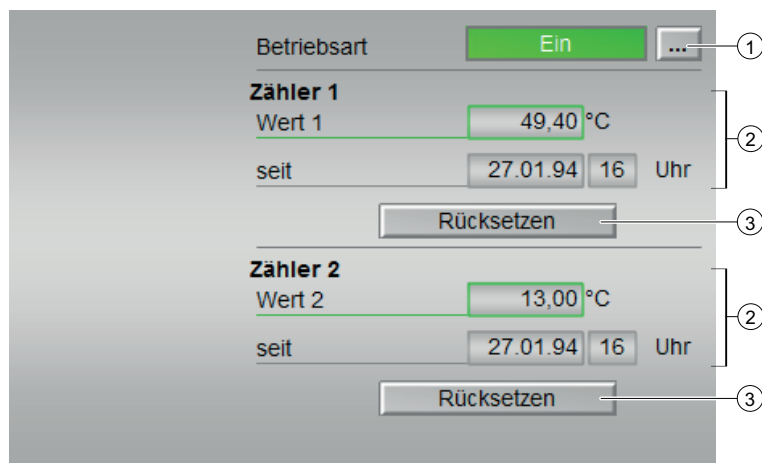 Betriebsart Ein ... 1
Zähler 1
Wert 1 49,40 °C
2
seit 27.01.94 16 Uhr
Rücksetzen 3
Zähler 2
Wert 2 13,00 °C
2
seit 27.01.94 16 Uhr
Rücksetzen 3